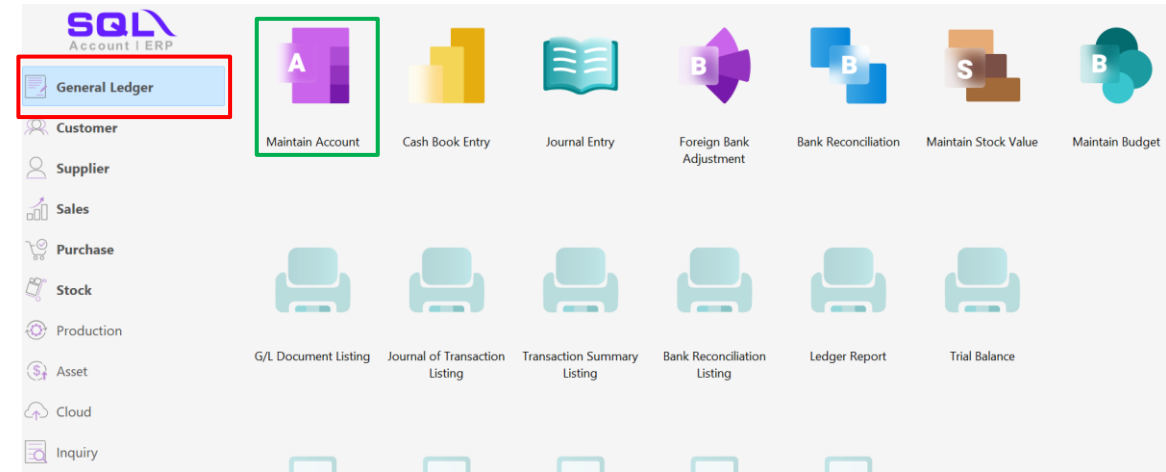 SQL
Account | ERP
General Ledger
Customer
Supplier
Sales
Purchase
Stock
Production
Asset
Cloud
Inquiry
A
B
B
S
B
Maintain Account
Cash Book Entry
Journal Entry
Foreign Bank
Adjustment
Bank Reconciliation
Maintain Stock Value
Maintain Budget
G/L Document Listing
Journal of Transaction
Listing
Transaction Summary
Listing
Bank Reconciliation
Listing
Ledger Report
Trial Balance